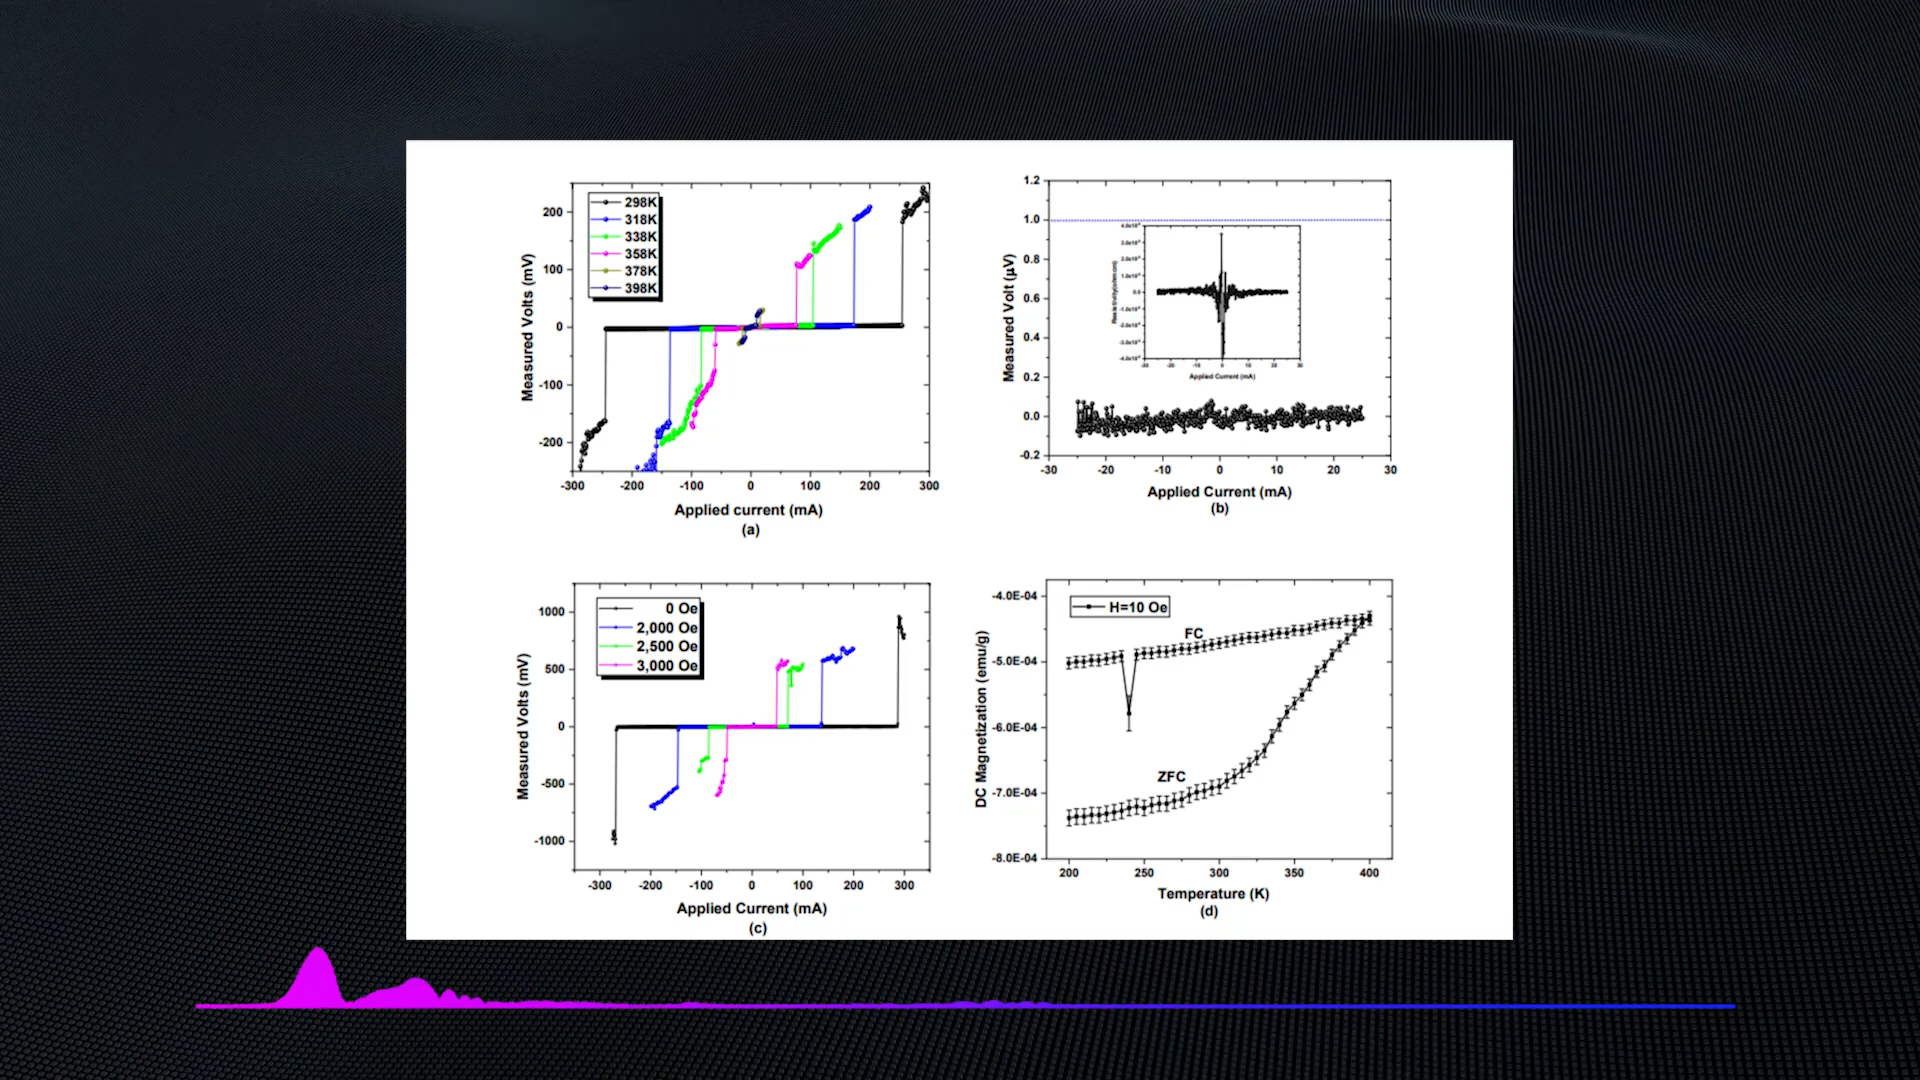 298K
318K
338K
358K
378K
398K
200
100
0
-100
-200
Measured Volts (mV)
-300 -200 -100 0 100 200 300
Applied current (mA)
(a)
1.2
1.0
0.8
0.6
0.4
0.2
0.0
-0.2
Measured Volt (µV)
Applied Current (mA)
-30 -20 -10 0 10 20 30
Applied Current (mA)
(b)
0 Oe
2,000 Oe
2,500 Oe
3,000 Oe
1000
500
0
-500
-1000
Measured Volts (mV)
-300 -200 -100 0 100 200 300
Applied Current (mA)
(c)
H=10 Oe
FC
ZFC
-4.0E-04
-5.0E-04
-6.0E-04
-7.0E-04
-8.0E-04
DC Magnetization (emu/g)
200 250 300 350 400
Temperature (K)
(d)